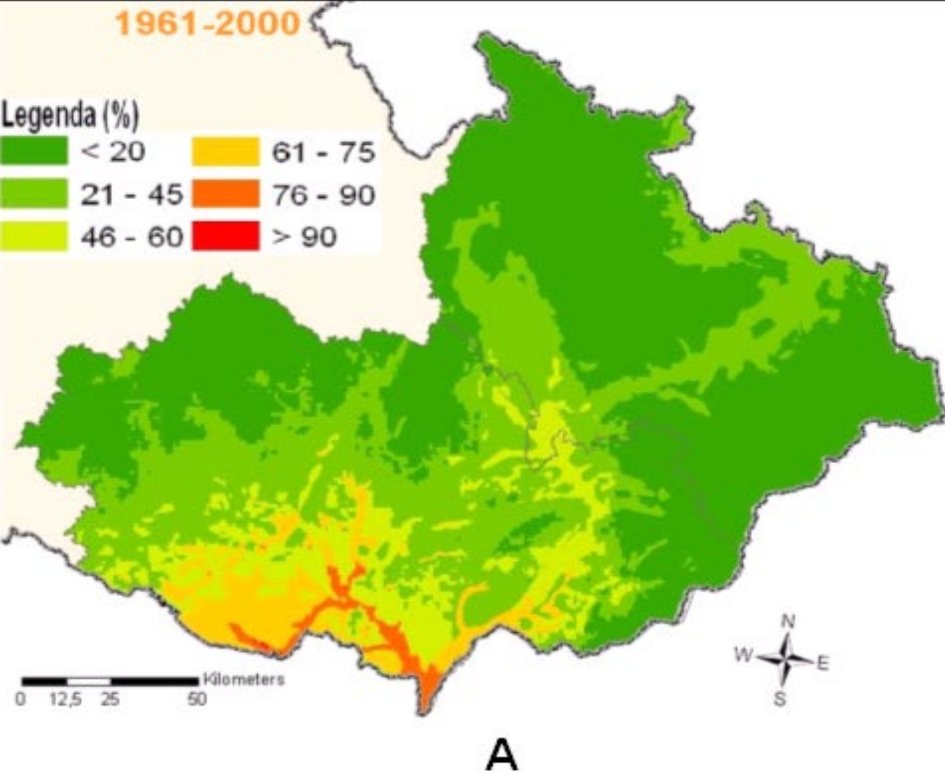 1961-2000
Legenda (%)
< 20
61 - 75
21 - 45
76 - 90
46 - 60
> 90
N
W
E
S
Kilometers
0 12,5 25 50
A